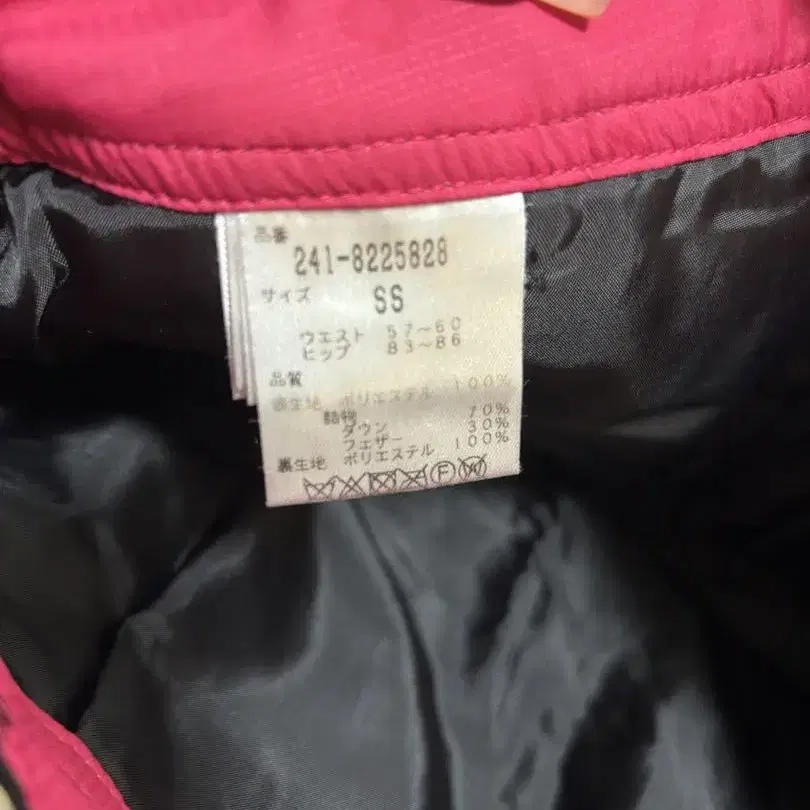 品番
241-8225828
サイズ SS
ウエスト 57~60
ヒップ 83~86
品質
表生地 ポリエステル 100%
詰物
ダウン 70%
フェザー 30%
裏生地 ポリエステル 100%